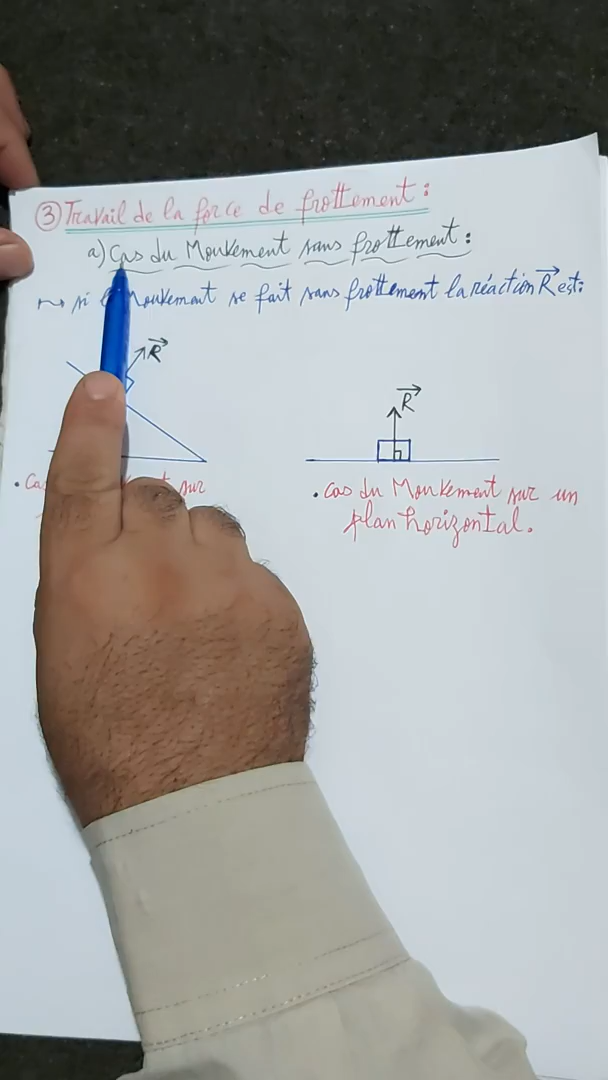 ③ Travail de la force de frottement :
a) Cas du Mouvement sans frottement :
si Mouvement se fait sans frottement la réaction R⃗ est :
R⃗
R⃗
• sur
• Cas du Mouvement sur un
plan horizontal.